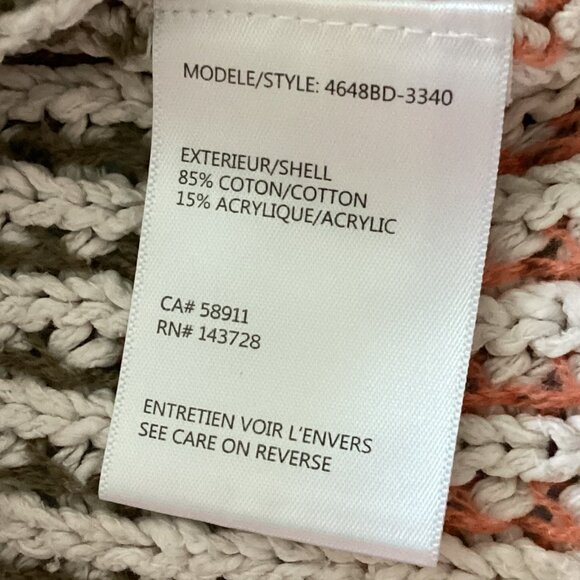 MODELE/STYLE: 4648BD-3340
EXTERIEUR/SHELL
85% COTON/COTTON
15% ACRYLIQUE/ACRYLIC
CA# 58911
RN# 143728
ENTRETIEN VOIR L'ENVERS
SEE CARE ON REVERSE